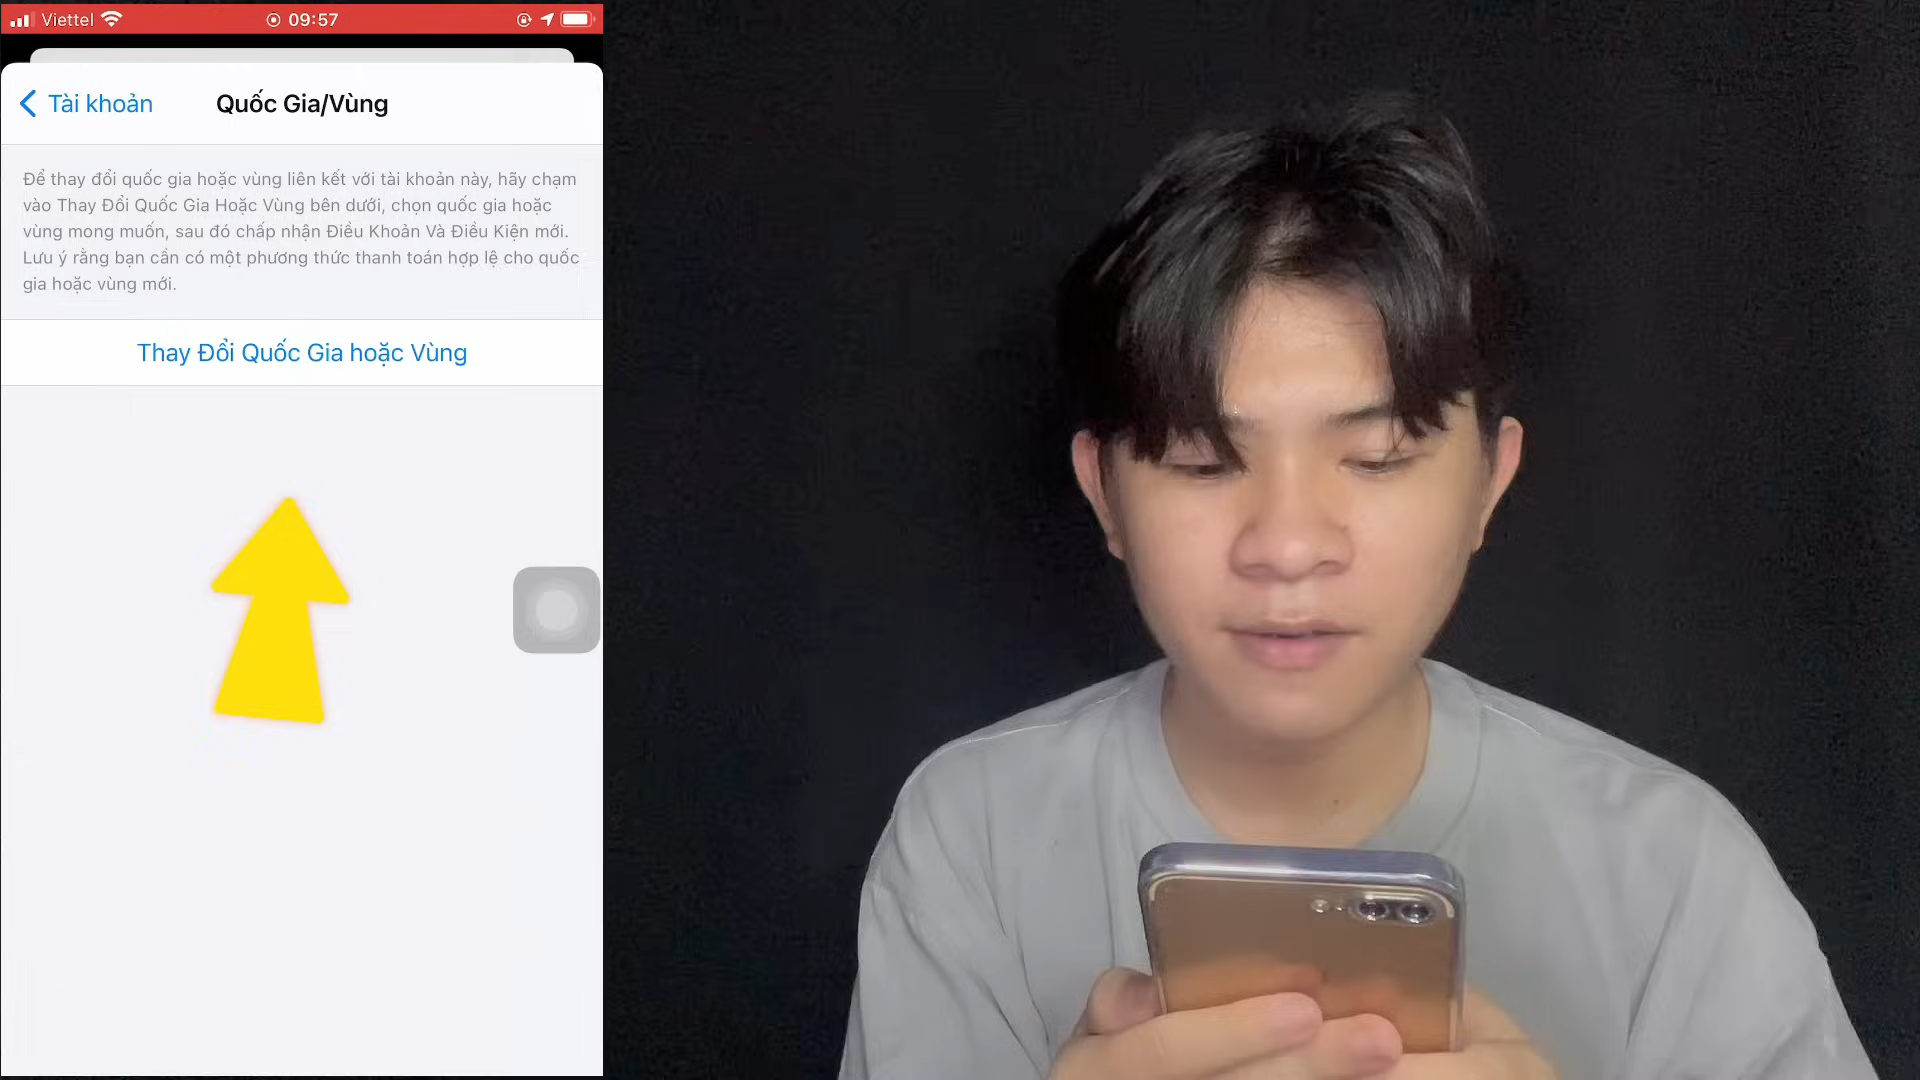 Viettel 09:57
Tài khoản Quốc Gia/Vùng
Để thay đổi quốc gia hoặc vùng liên kết với tài khoản này, hãy chạm
vào Thay Đổi Quốc Gia Hoặc Vùng bên dưới, chọn quốc gia hoặc
vùng mong muốn, sau đó chấp nhận Điều Khoản Và Điều Kiện mới.
Lưu ý rằng bạn cần có một phương thức thanh toán hợp lệ cho quốc
gia hoặc vùng mới.
Thay Đổi Quốc Gia hoặc Vùng